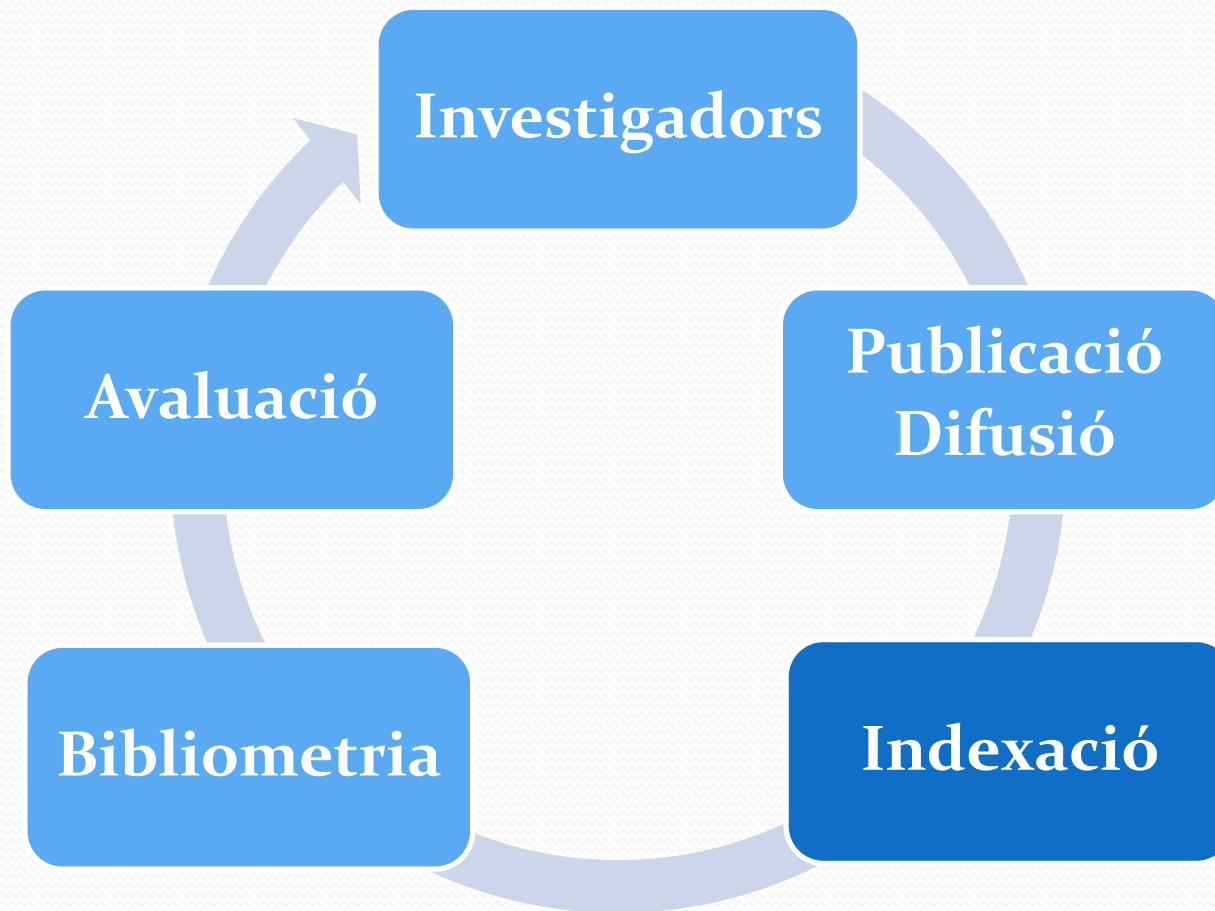 Investigadors
Publicació
Difusió
Indexació
Bibliometria
Avaluació